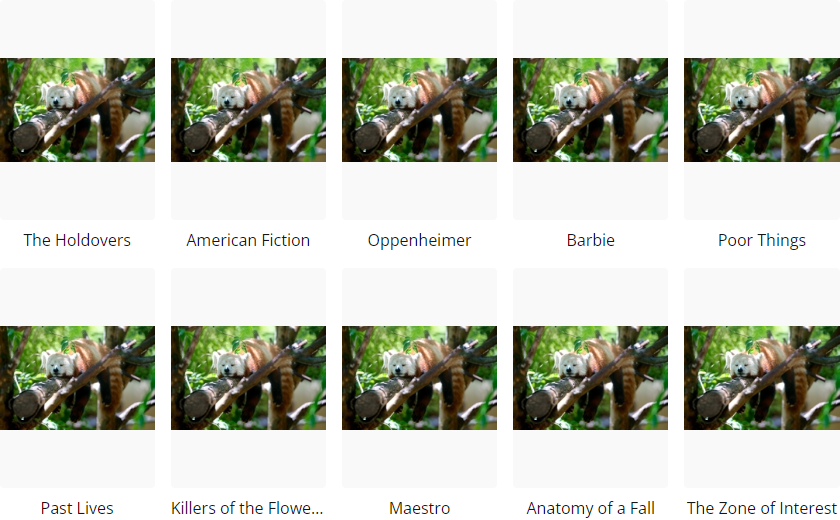 The Holdovers
American Fiction
Oppenheimer
Barbie
Poor Things
Past Lives
Killers of the Flowe...
Maestro
Anatomy of a Fall
The Zone of Interest